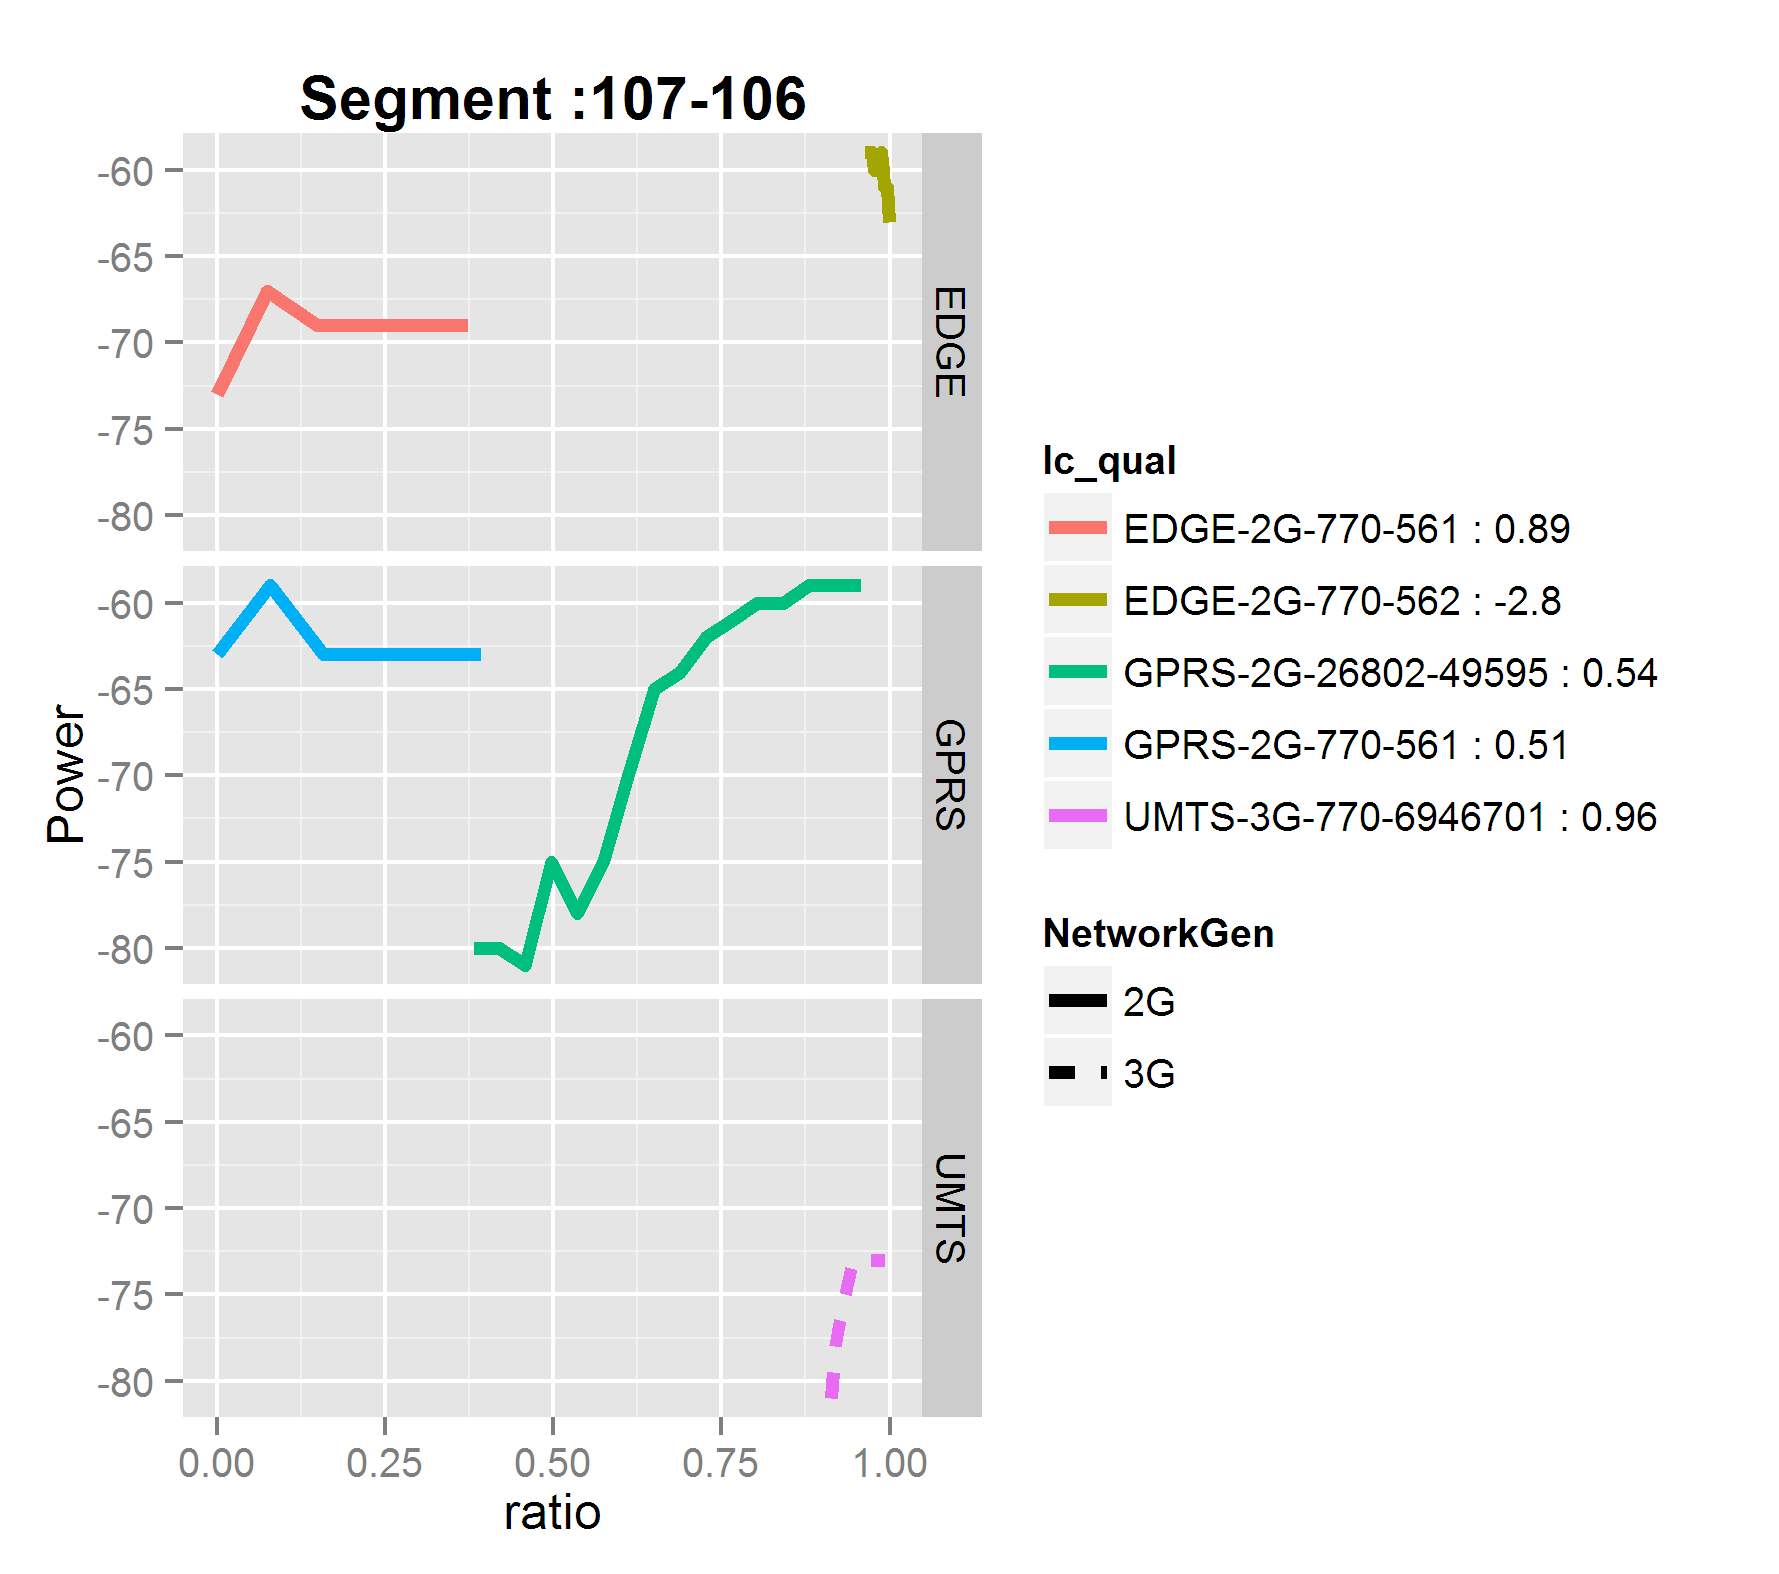 Segment :107-106
-60
-65
-70
-75
-80
EDGE
-60
-65
-70
-75
-80
GPRS
-60
-65
-70
-75
-80
UMTS
Power
0.00 0.25 0.50 0.75 1.00
ratio
lc_qual
EDGE-2G-770-561 : 0.89
EDGE-2G-770-562 : -2.8
GPRS-2G-26802-49595 : 0.54
GPRS-2G-770-561 : 0.51
UMTS-3G-770-6946701 : 0.96
NetworkGen
2G
3G